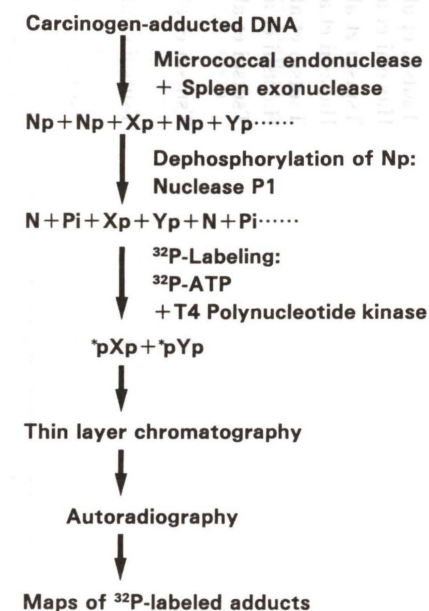 Carcinogen-adducted DNA
Micrococcal endonuclease
+ Spleen exonuclease
Np+Np+Xp+Np+Yp······
Dephosphorylation of Np:
Nuclease P1
N+Pi+Xp+Yp+N+Pi······
³²P-Labeling:
³²P-ATP
+T4 Polynucleotide kinase
*pXp+*pYp
Thin layer chromatography
Autoradiography
Maps of ³²P-labeled adducts